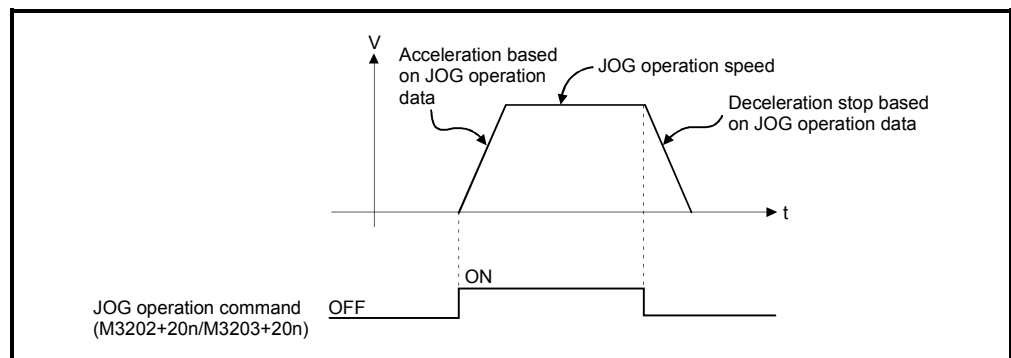 V
Acceleration based
on JOG operation
data
JOG operation speed
Deceleration stop based
on JOG operation data
t
ON
JOG operation command
(M3202+20n/M3203+20n)
OFF